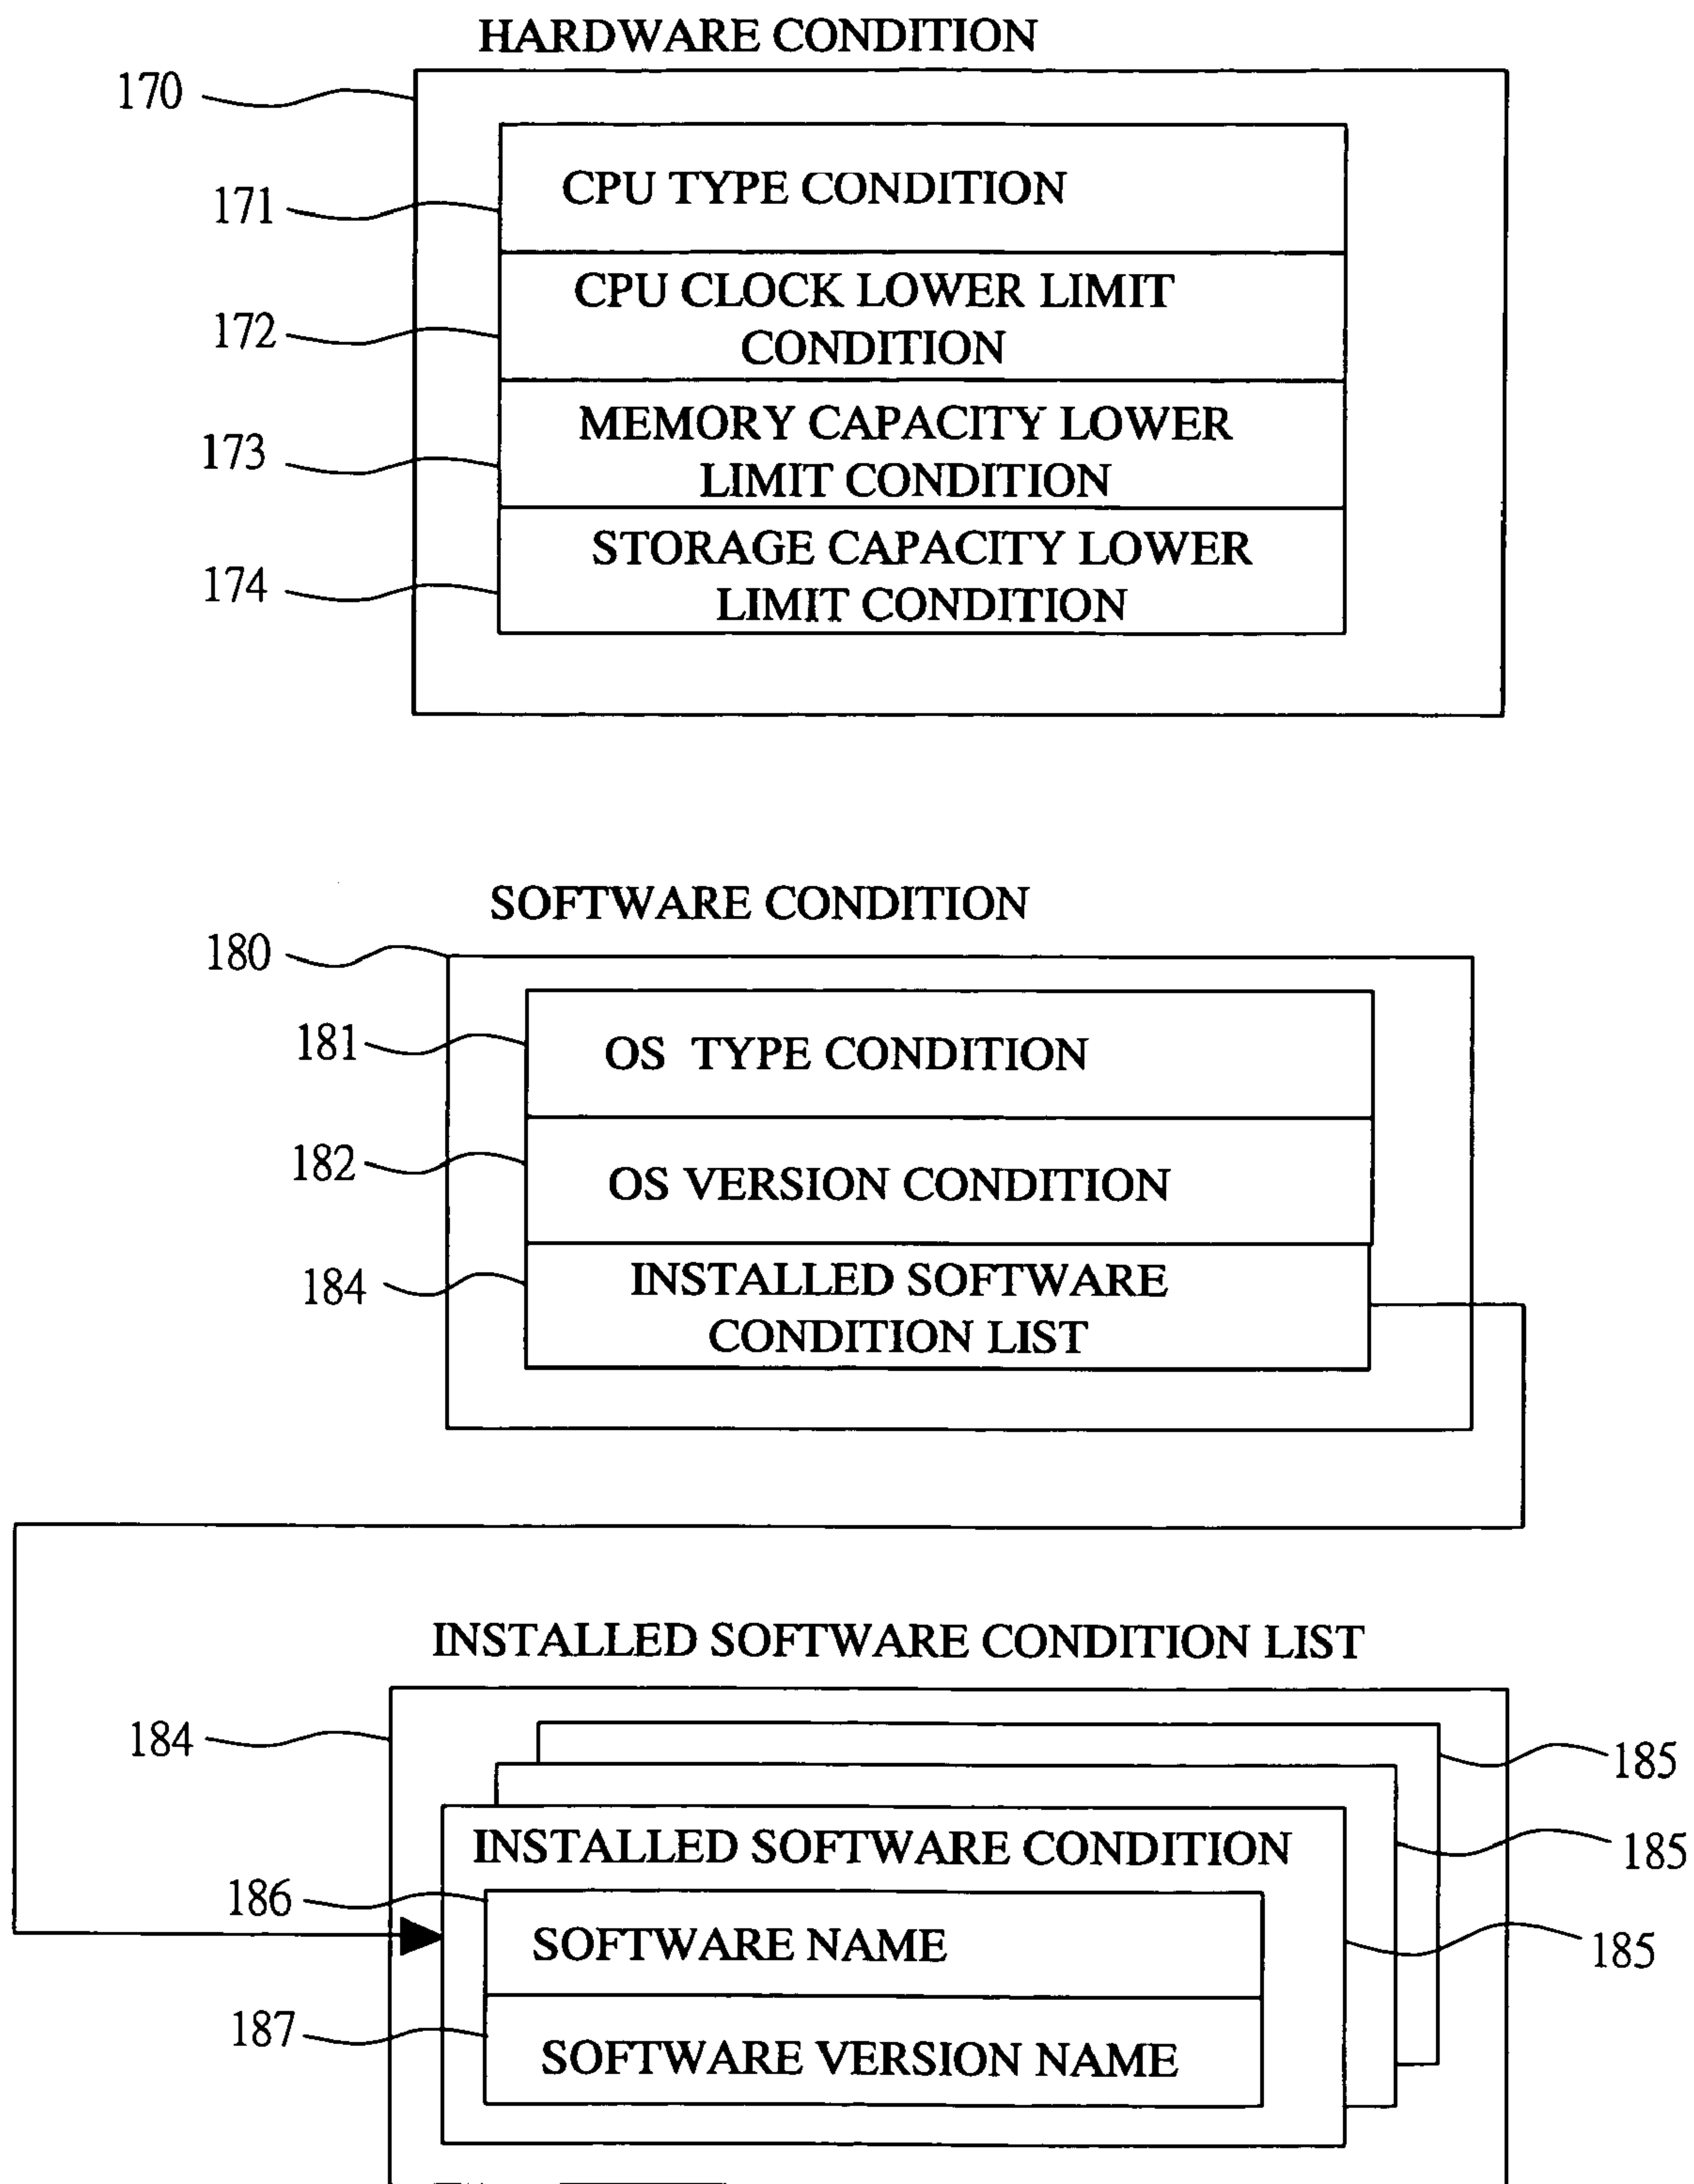 HARDWARE CONDITION
170
CPU TYPE CONDITION
171
CPU CLOCK LOWER LIMIT
CONDITION
172
MEMORY CAPACITY LOWER
LIMIT CONDITION
173
STORAGE CAPACITY LOWER
LIMIT CONDITION
174
SOFTWARE CONDITION
180
181
OS TYPE CONDITION
182
OS VERSION CONDITION
184
INSTALLED SOFTWARE
CONDITION LIST
INSTALLED SOFTWARE CONDITION LIST
184
185
INSTALLED SOFTWARE CONDITION
185
186
SOFTWARE NAME
185
187
SOFTWARE VERSION NAME